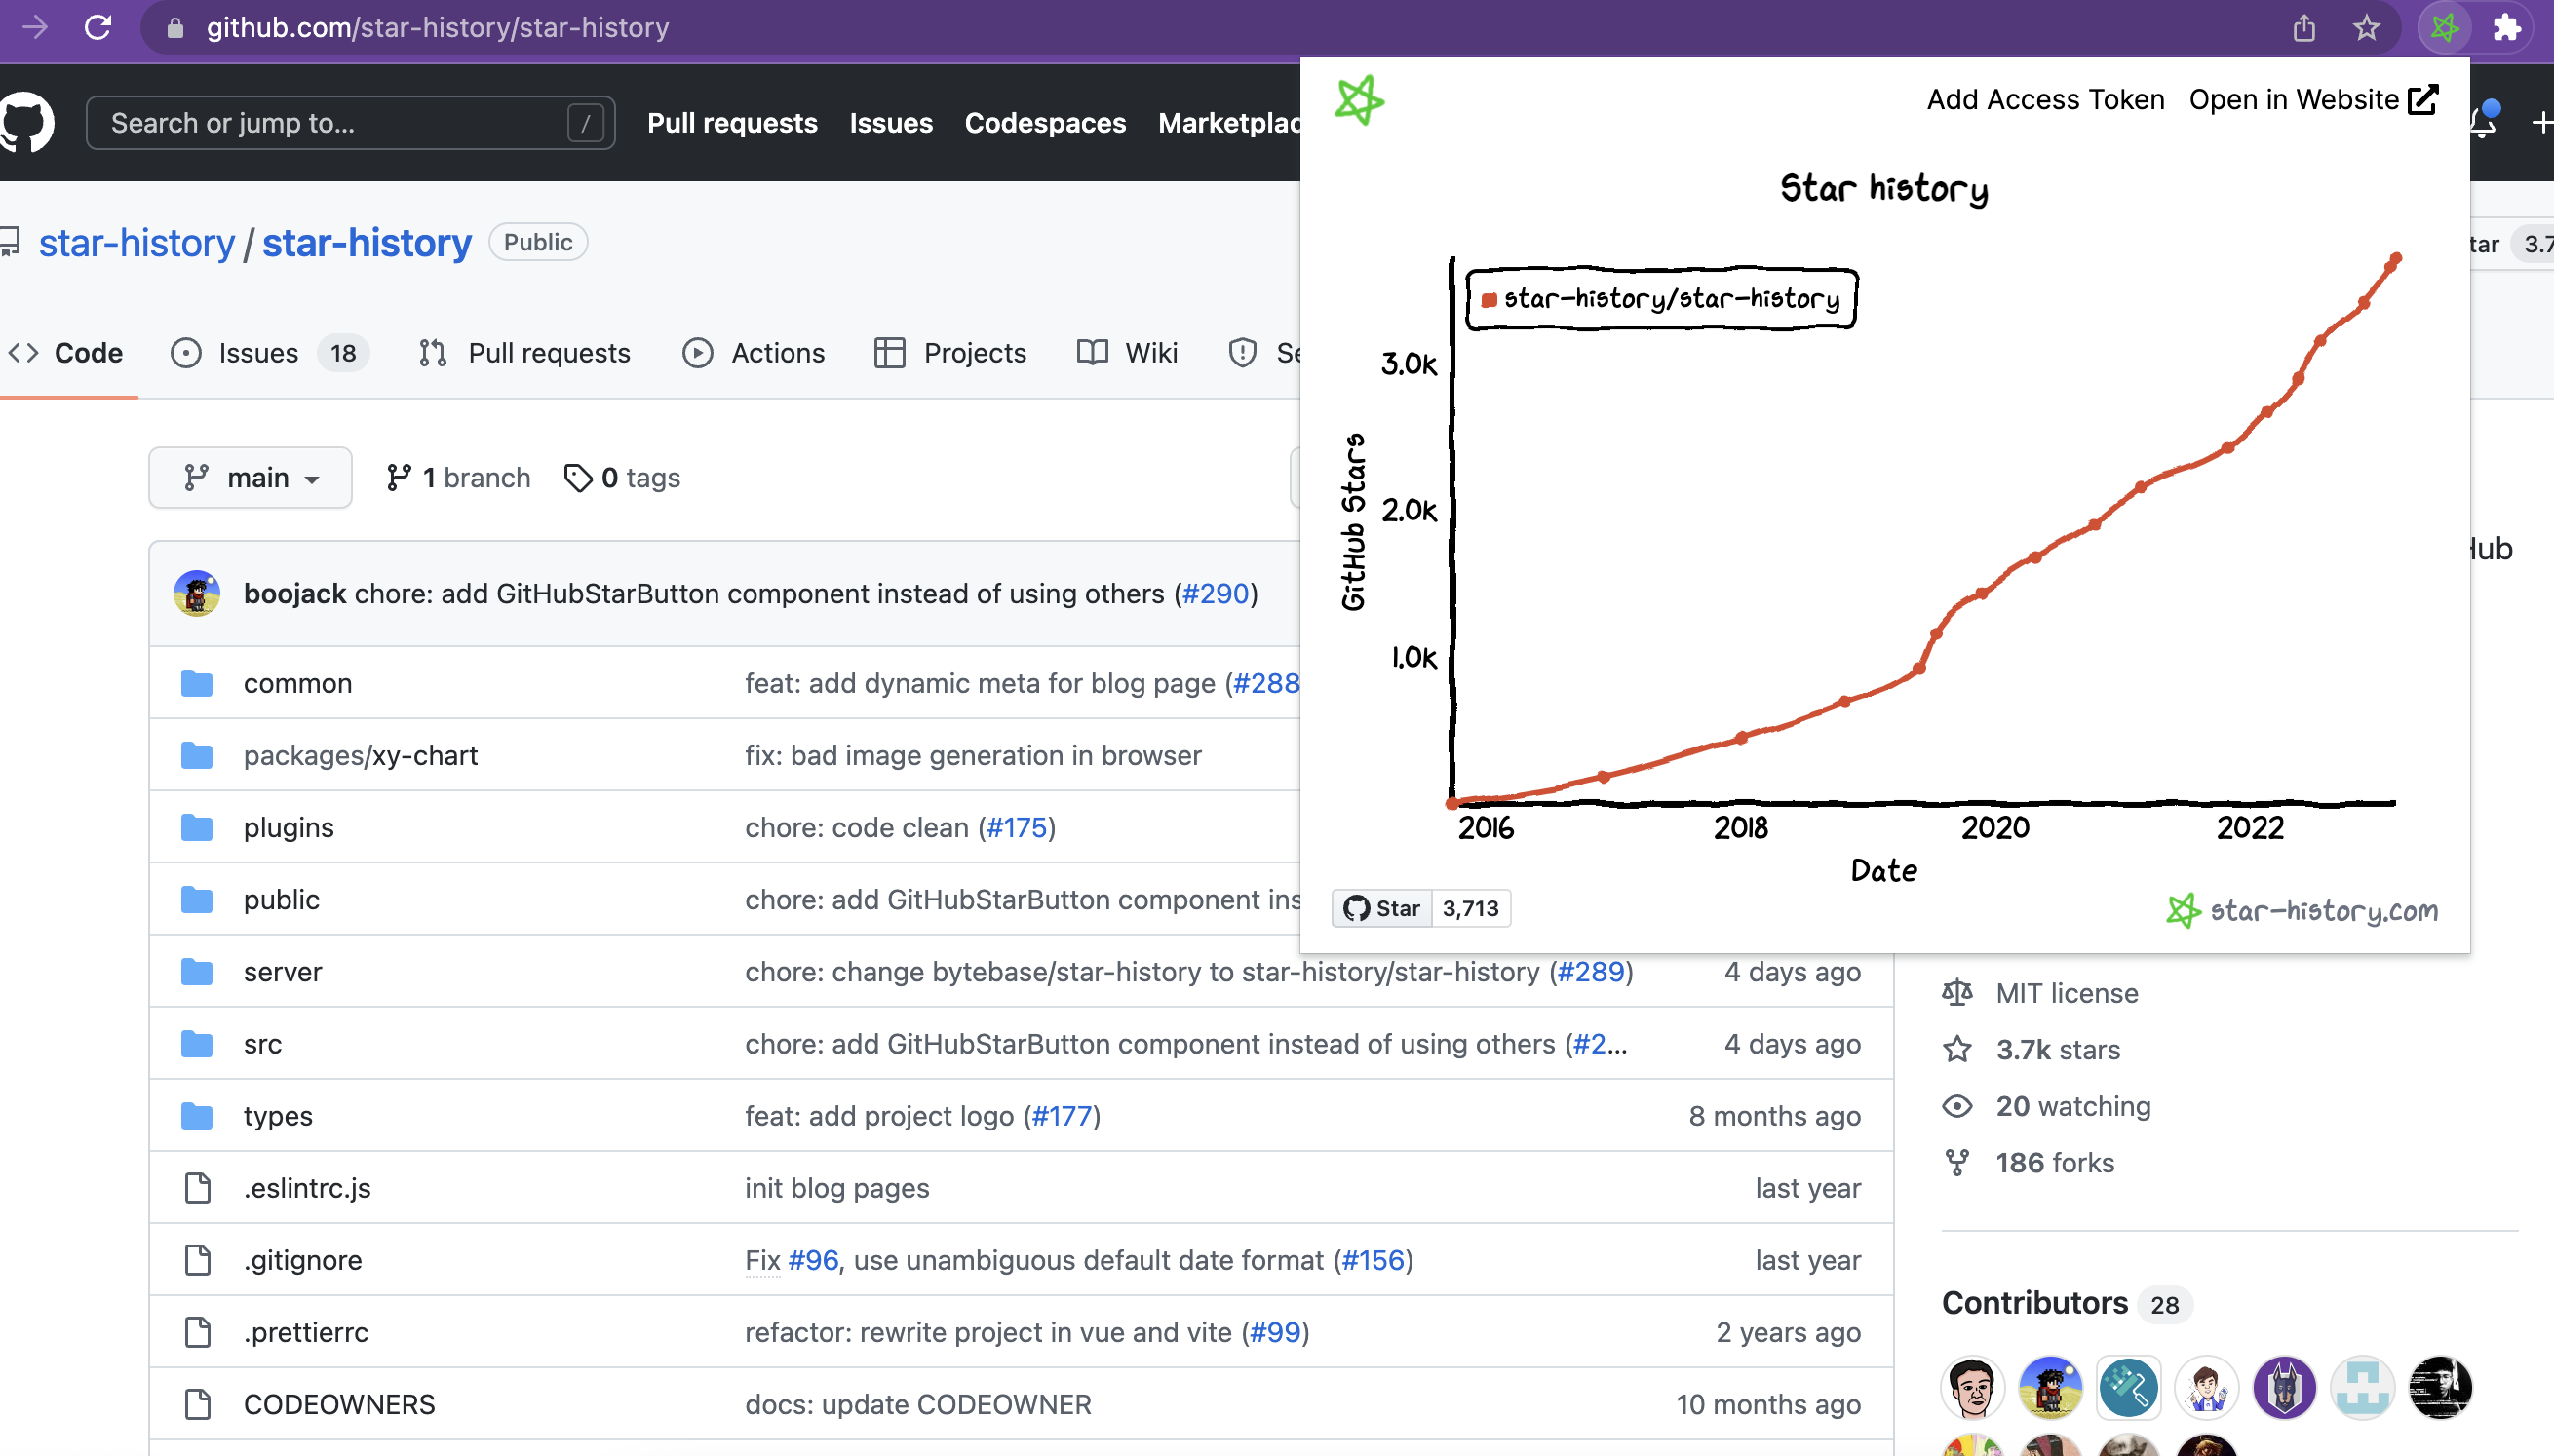 github.com/star-history/star-history
Search or jump to... /
Pull requests Issues Codespaces Marketplac
star-history / star-history Public
Code Issues 18 Pull requests Actions Projects Wiki Se
main 1 branch 0 tags
boojack chore: add GitHubStarButton component instead of using others (#290)
common feat: add dynamic meta for blog page (#288
packages/xy-chart fix: bad image generation in browser
plugins chore: code clean (#175)
public chore: add GitHubStarButton component ins
server chore: change bytebase/star-history to star-history/star-history (#289) 4 days ago
src chore: add GitHubStarButton component instead of using others (#2... 4 days ago
types feat: add project logo (#177) 8 months ago
.eslintrc.js init blog pages last year
.gitignore Fix #96, use unambiguous default date format (#156) last year
.prettierrc refactor: rewrite project in vue and vite (#99) 2 years ago
CODEOWNERS docs: update CODEOWNER 10 months ago
Add Access Token Open in Website
Star history
star-history/star-history
GitHub Stars
3.0k
2.0k
1.0k
2016 2018 2020 2022
Date
Star 3,713
star-history.com
tar 3.7
Hub
MIT license
3.7k stars
20 watching
186 forks
Contributors 28